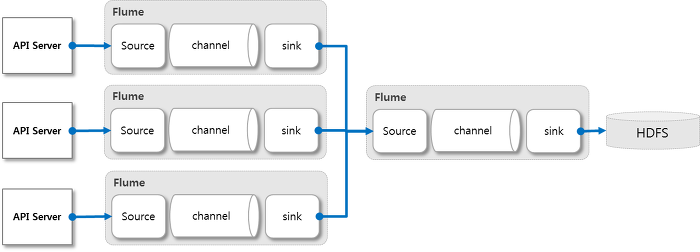 Flume
API Server
Source
channel
sink
Flume
API Server
Source
channel
sink
Flume
API Server
Source
channel
sink
Flume
Source
channel
sink
HDFS